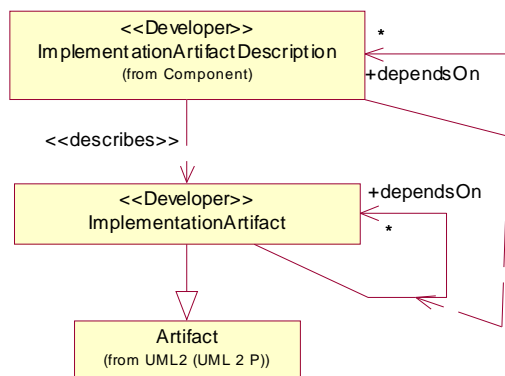 <<Developer>>
ImplementationArtifactDescription
(from Component)
*
+dependsOn
<<describes>>
<<Developer>>
ImplementationArtifact
+dependsOn
*
Artifact
(from UML2 (UML 2 P))